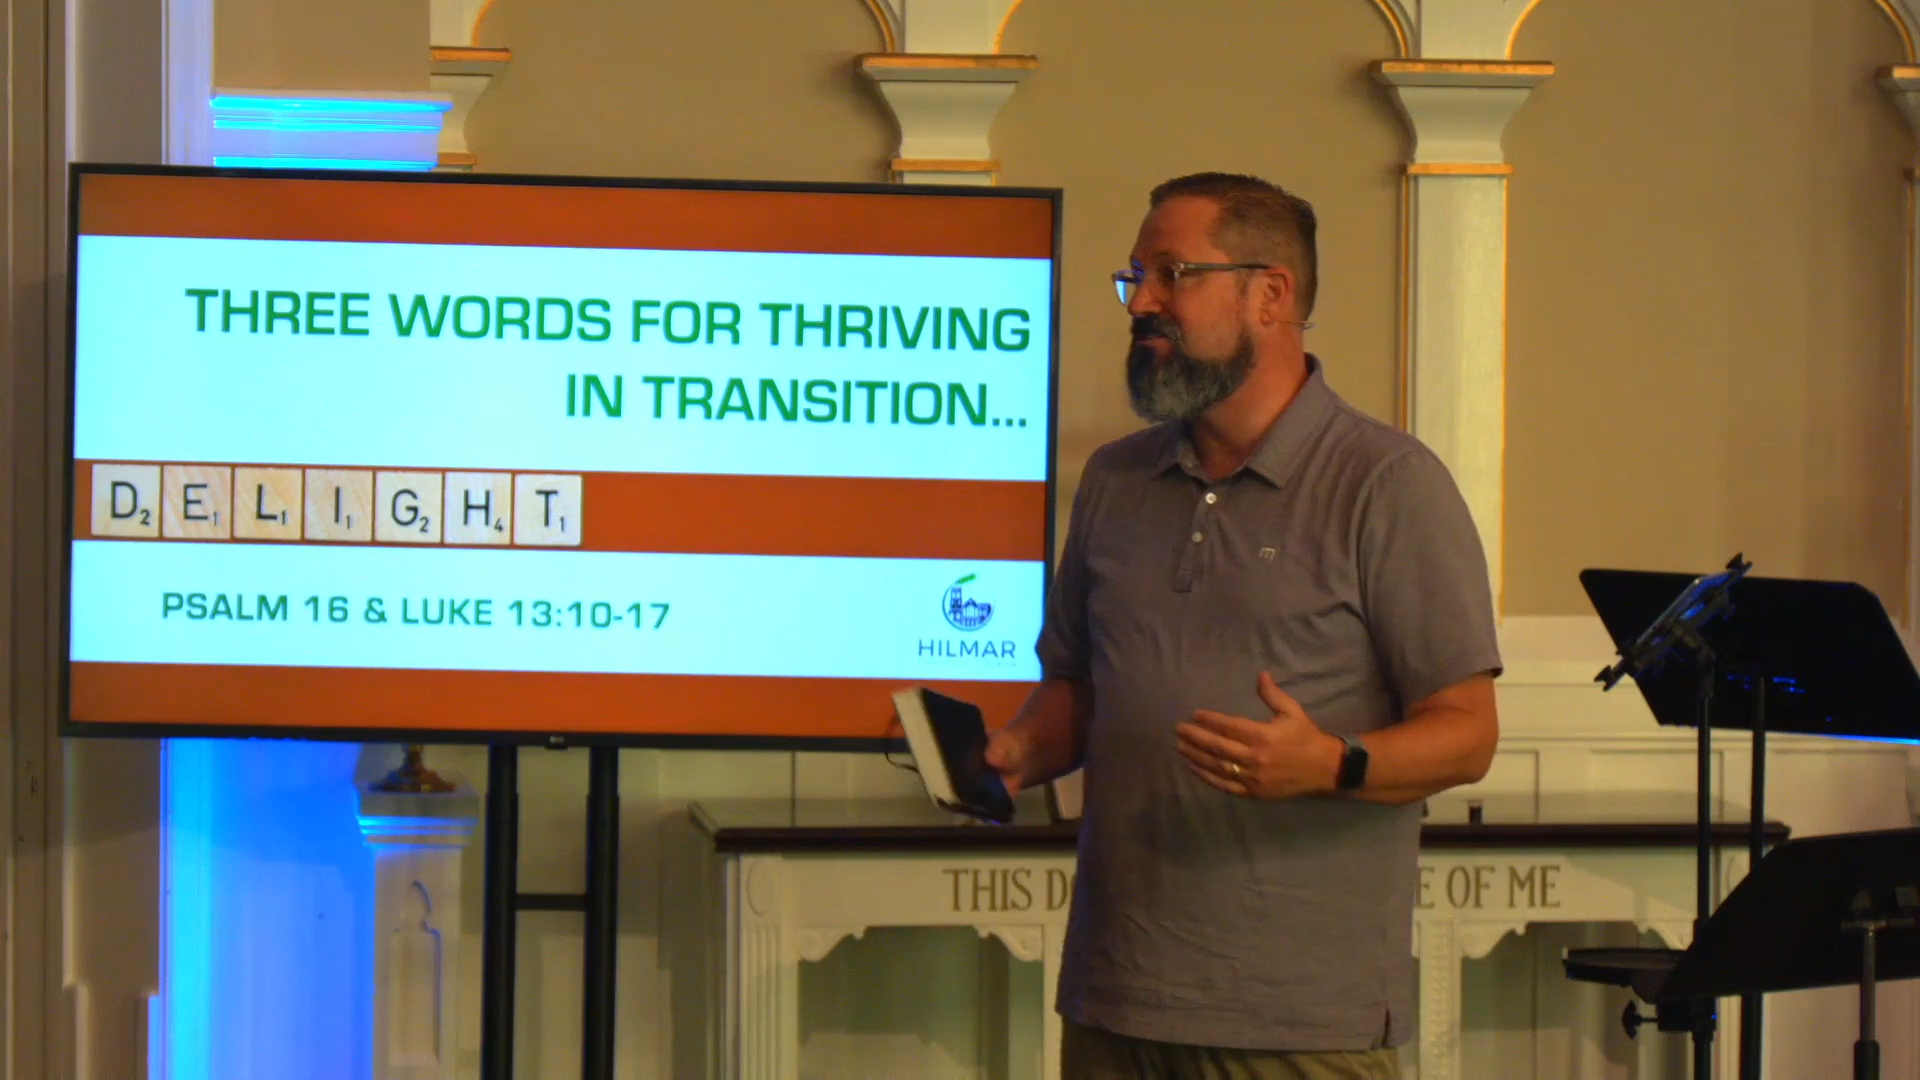 THREE WORDS FOR THRIVING
IN TRANSITION...
D2 E1 L1 I1 G2 H4 T1
PSALM 16 & LUKE 13:10-17
HILMAR
THIS D
E OF ME